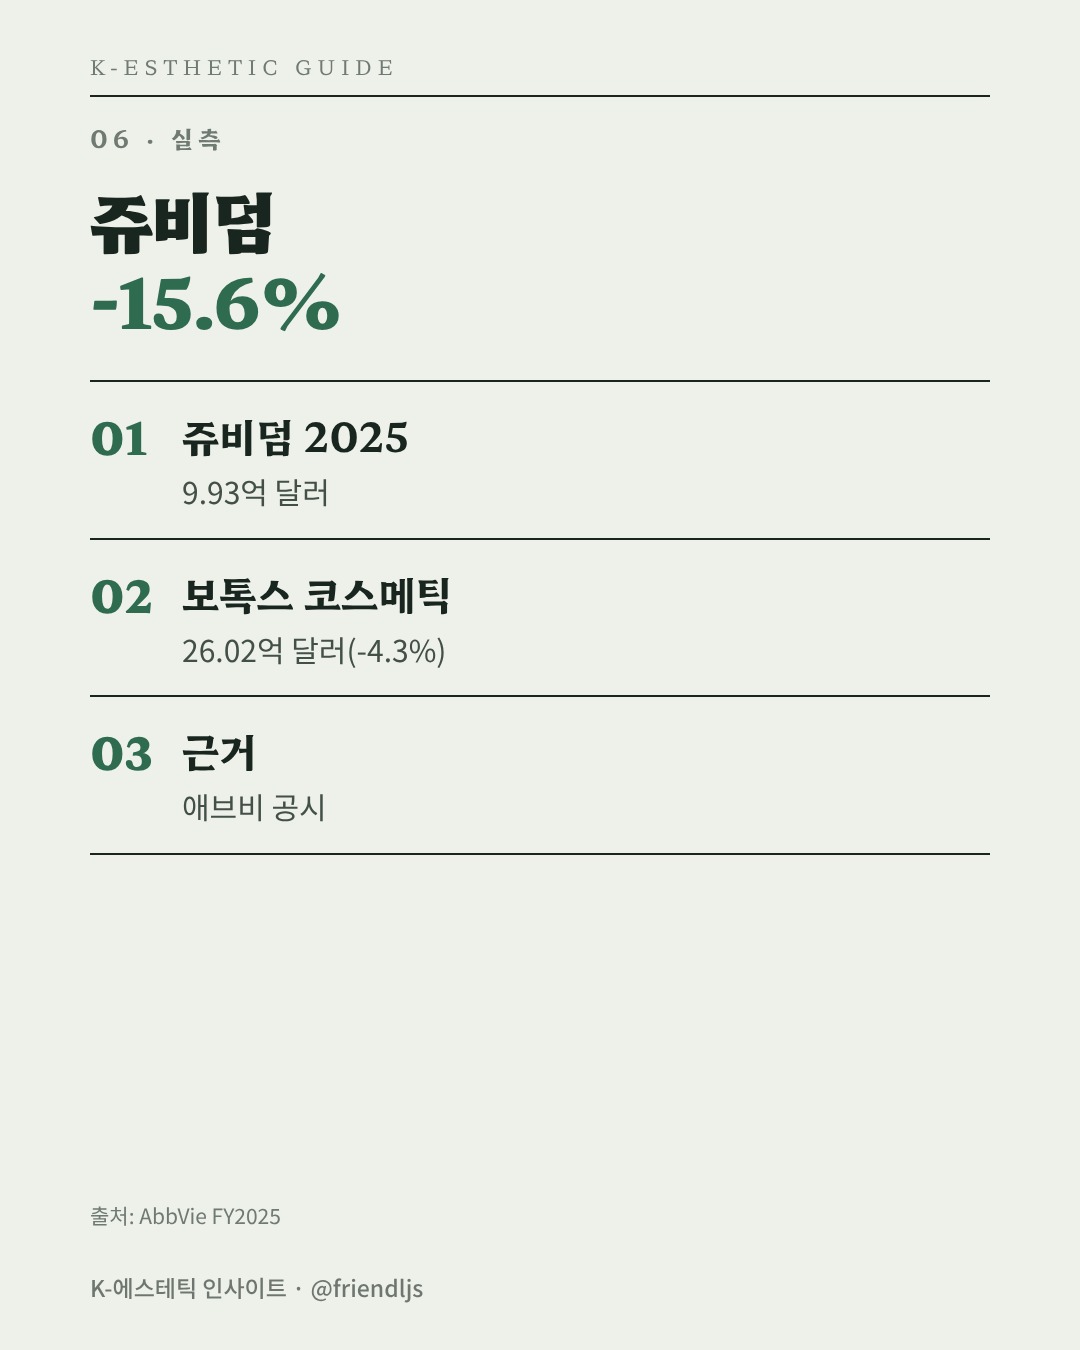 K-ESTHETIC GUIDE
06 · 실측
쥬비덤
-15.6%
01 쥬비덤 2025
9.93억 달러
02 보톡스 코스메틱
26.02억 달러(-4.3%)
03 근거
애브비 공시
출처: AbbVie FY2025
K-에스테틱 인사이트 · @friendljs